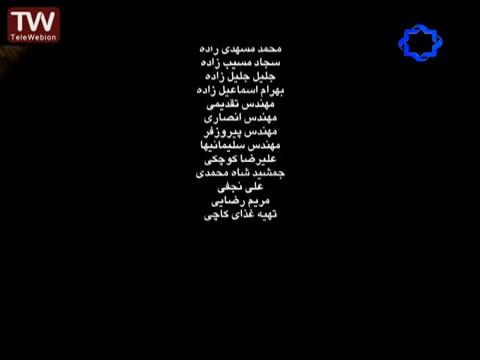 TW
TeleWebion
محمد مسهدی زاده
سجاد مسیب زاده
جلیل جلیل زاده
بهرام اسماعیل زاده
مهندس تقدیمی
مهندس انصاری
مهندس پیروزفر
مهندس سلیمانیها
علیرضا کوچکی
جمشید شاه محمدی
علی نجفی
مریم رضایی
تهیه غذای کاچی